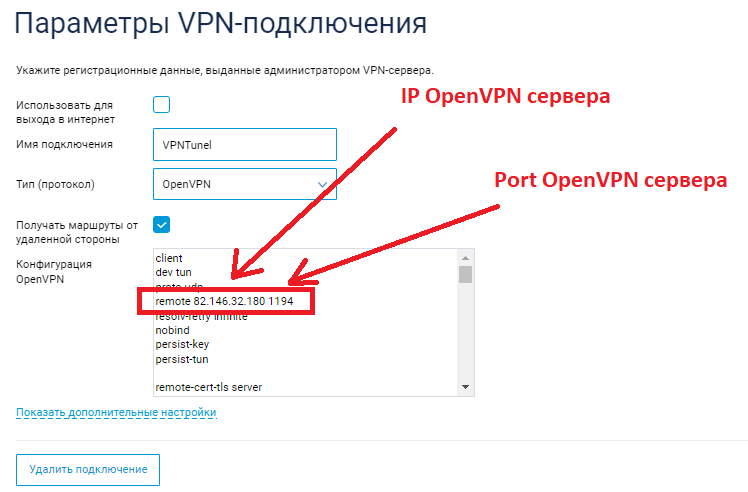 Параметры VPN-подключения
Укажите регистрационные данные, выданные администратором VPN-сервера.
IP OpenVPN сервера
Использовать для
выхода в интернет
Имя подключения
VPNTunel
Port OpenVPN сервера
Тип (протокол)
OpenVPN
Получать маршруты от
удаленной стороны
Конфигурация
OpenVPN
client
dev tun
proto udp
remote 82.146.32.180 1194
resolv-retry infinite
nobind
persist-key
persist-tun
remote-cert-tls server
Показать дополнительные настройки
Удалить подключение